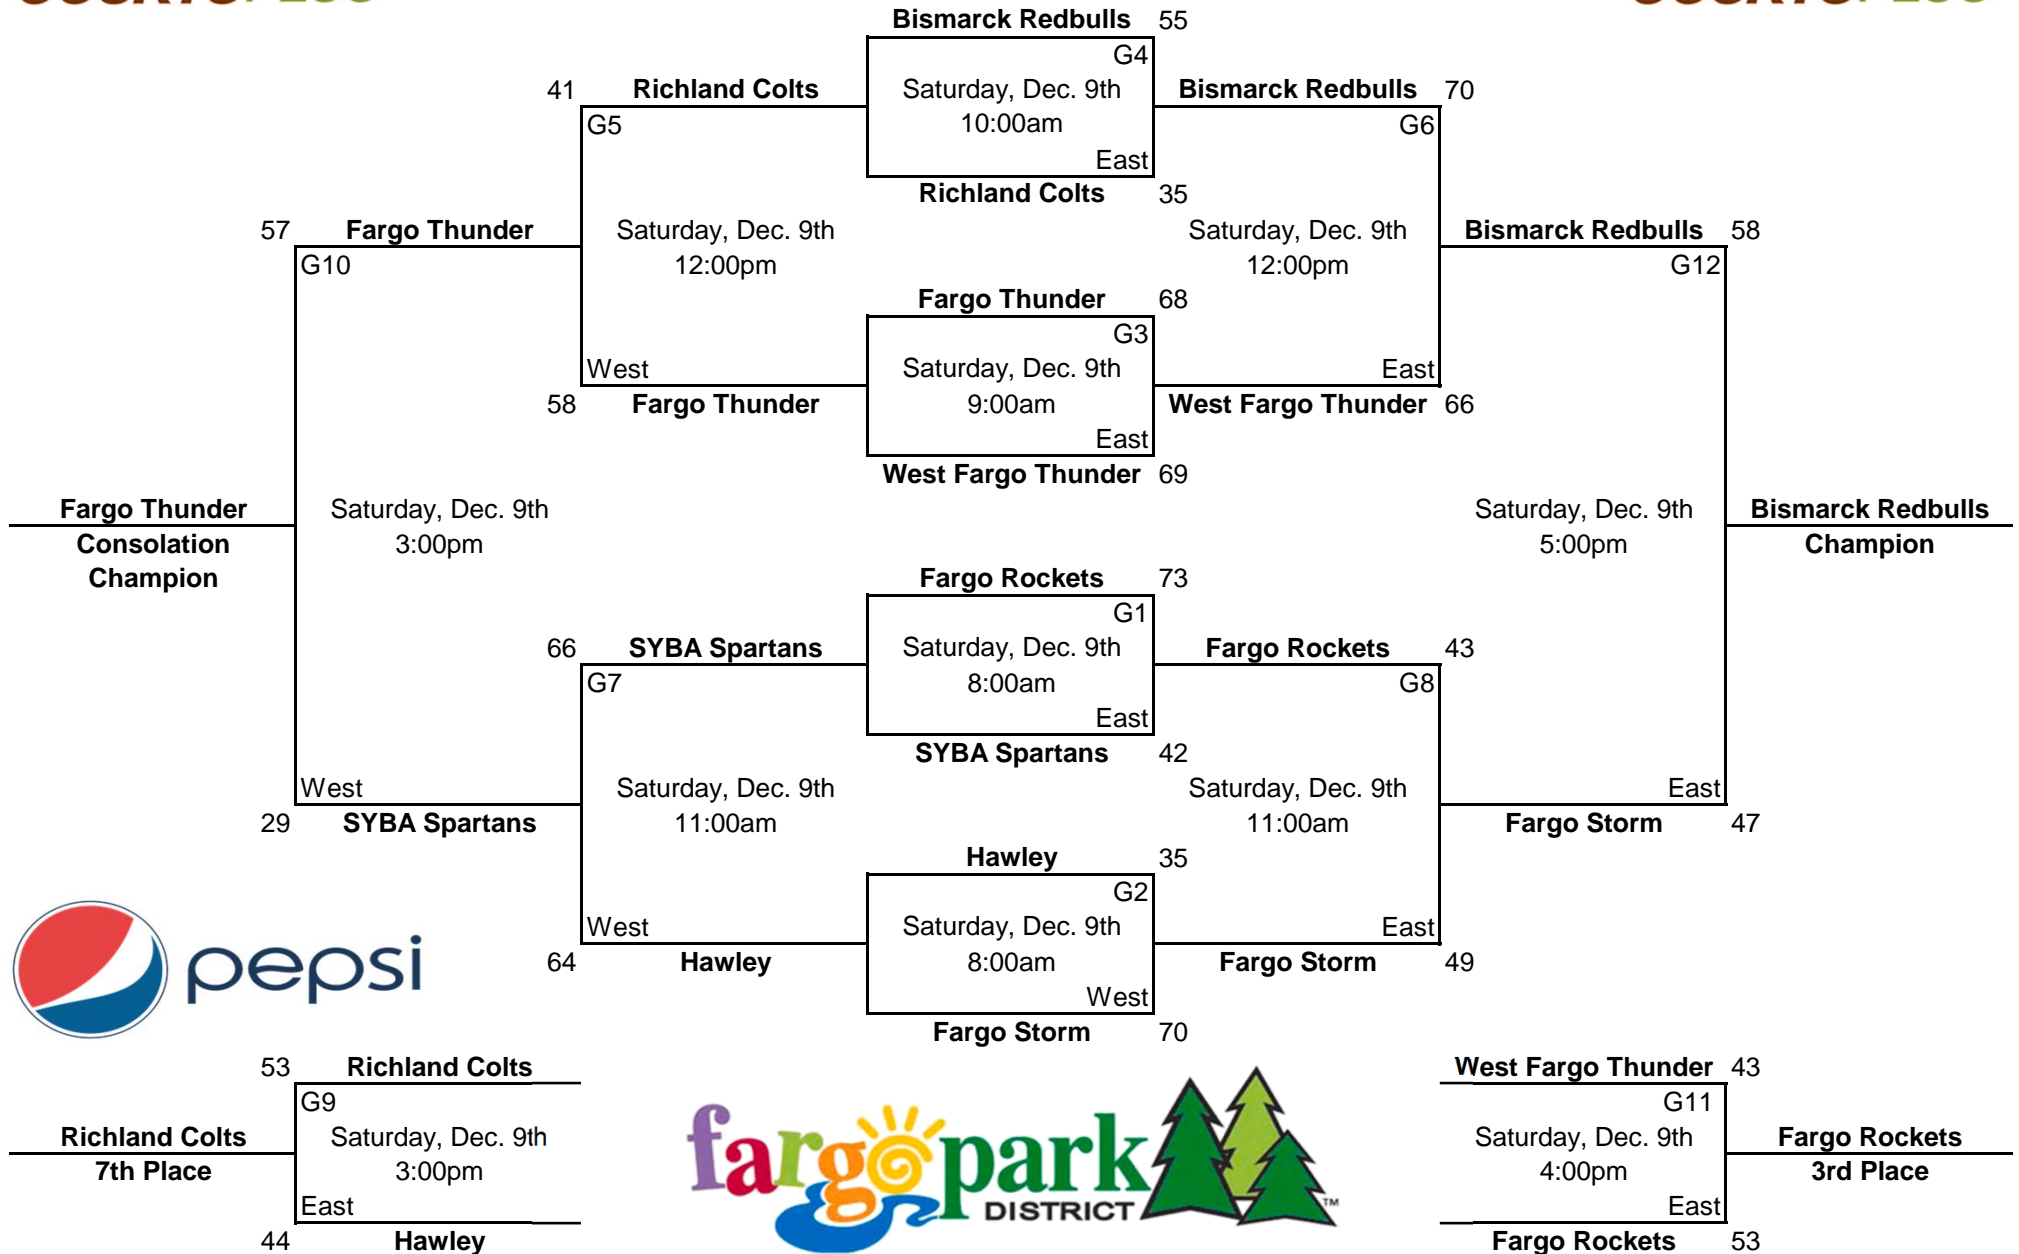 Bismarck Redbulls 55
G4
41 Richland Colts Saturday, Dec. 9th Bismarck Redbulls 70
G5 10:00am G6
East
Richland Colts 35
57 Fargo Thunder Saturday, Dec. 9th Saturday, Dec. 9th Bismarck Redbulls 58
G10 12:00pm 12:00pm G12
Fargo Thunder 68
G3
West Saturday, Dec. 9th East
58 Fargo Thunder 9:00am West Fargo Thunder 66
East
West Fargo Thunder 69
Fargo Thunder Saturday, Dec. 9th Saturday, Dec. 9th Bismarck Redbulls
Consolation 3:00pm 5:00pm Champion
Champion Fargo Rockets 73
G1
66 SYBA Spartans Saturday, Dec. 9th Fargo Rockets 43
G7 8:00am G8
East
SYBA Spartans 42
West Saturday, Dec. 9th Saturday, Dec. 9th East
29 SYBA Spartans 11:00am 11:00am Fargo Storm 47
Hawley 35
G2
West Saturday, Dec. 9th East
64 Hawley 8:00am Fargo Storm 49
pepsi
West
Fargo Storm 70
53 Richland Colts West Fargo Thunder 43
G9 G11
Richland Colts Saturday, Dec. 9th Saturday, Dec. 9th Fargo Rockets
7th Place 3:00pm 4:00pm 3rd Place
fargo park
DISTRICT TM
East East
44 Hawley Fargo Rockets 53